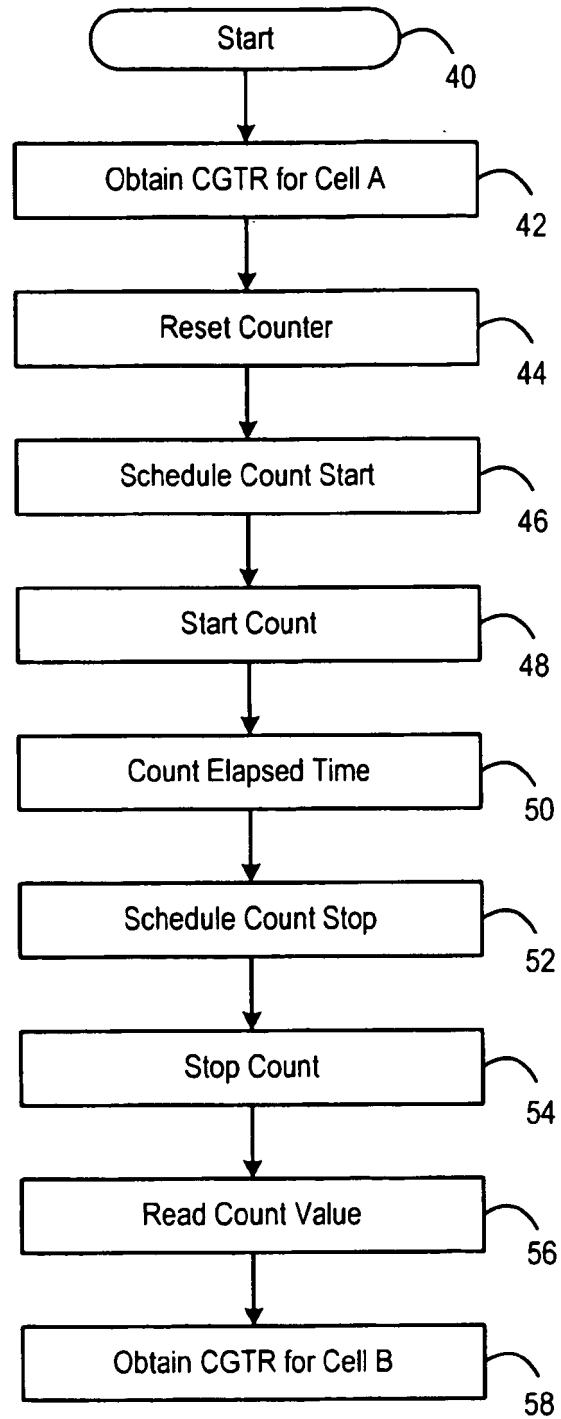 Start
40
Obtain CGTR for Cell A
42
Reset Counter
44
Schedule Count Start
46
Start Count
48
Count Elapsed Time
50
Schedule Count Stop
52
Stop Count
54
Read Count Value
56
Obtain CGTR for Cell B
58